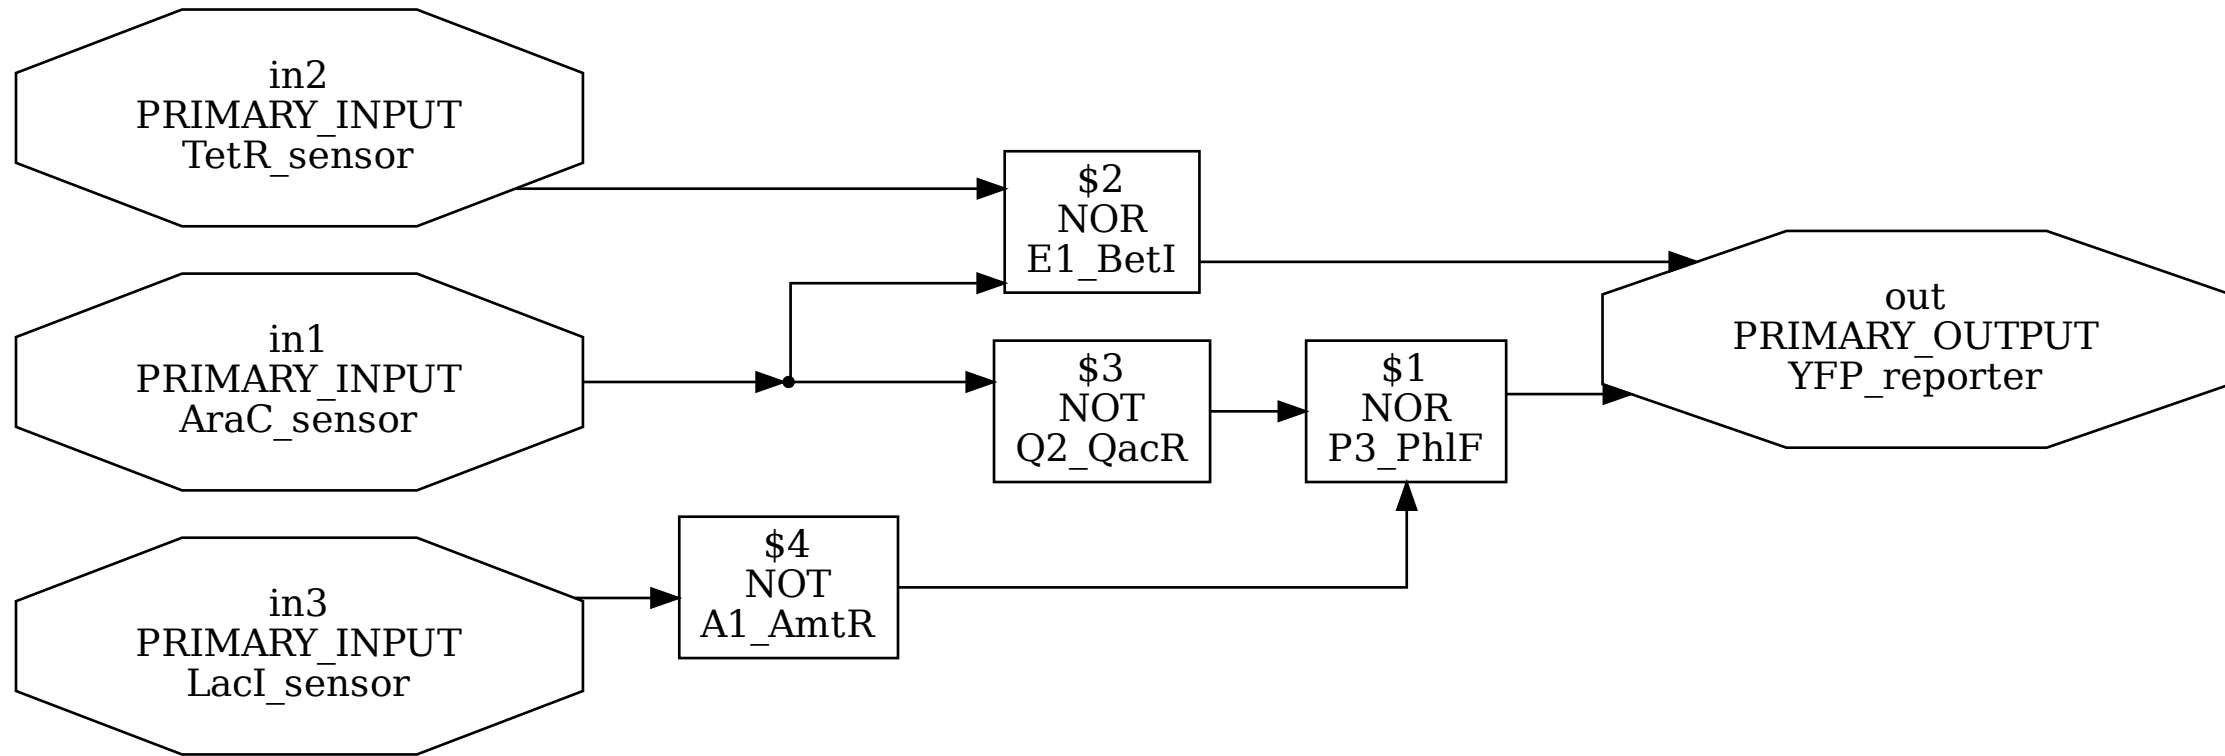 in2
PRIMARY_INPUT
TetR_sensor
in1
PRIMARY_INPUT
AraC_sensor
in3
PRIMARY_INPUT
LacI_sensor
$4
NOT
A1_AmtR
$2
NOR
E1_BetI
$3
NOT
Q2_QacR
$1
NOR
P3_PhlF
out
PRIMARY_OUTPUT
YFP_reporter